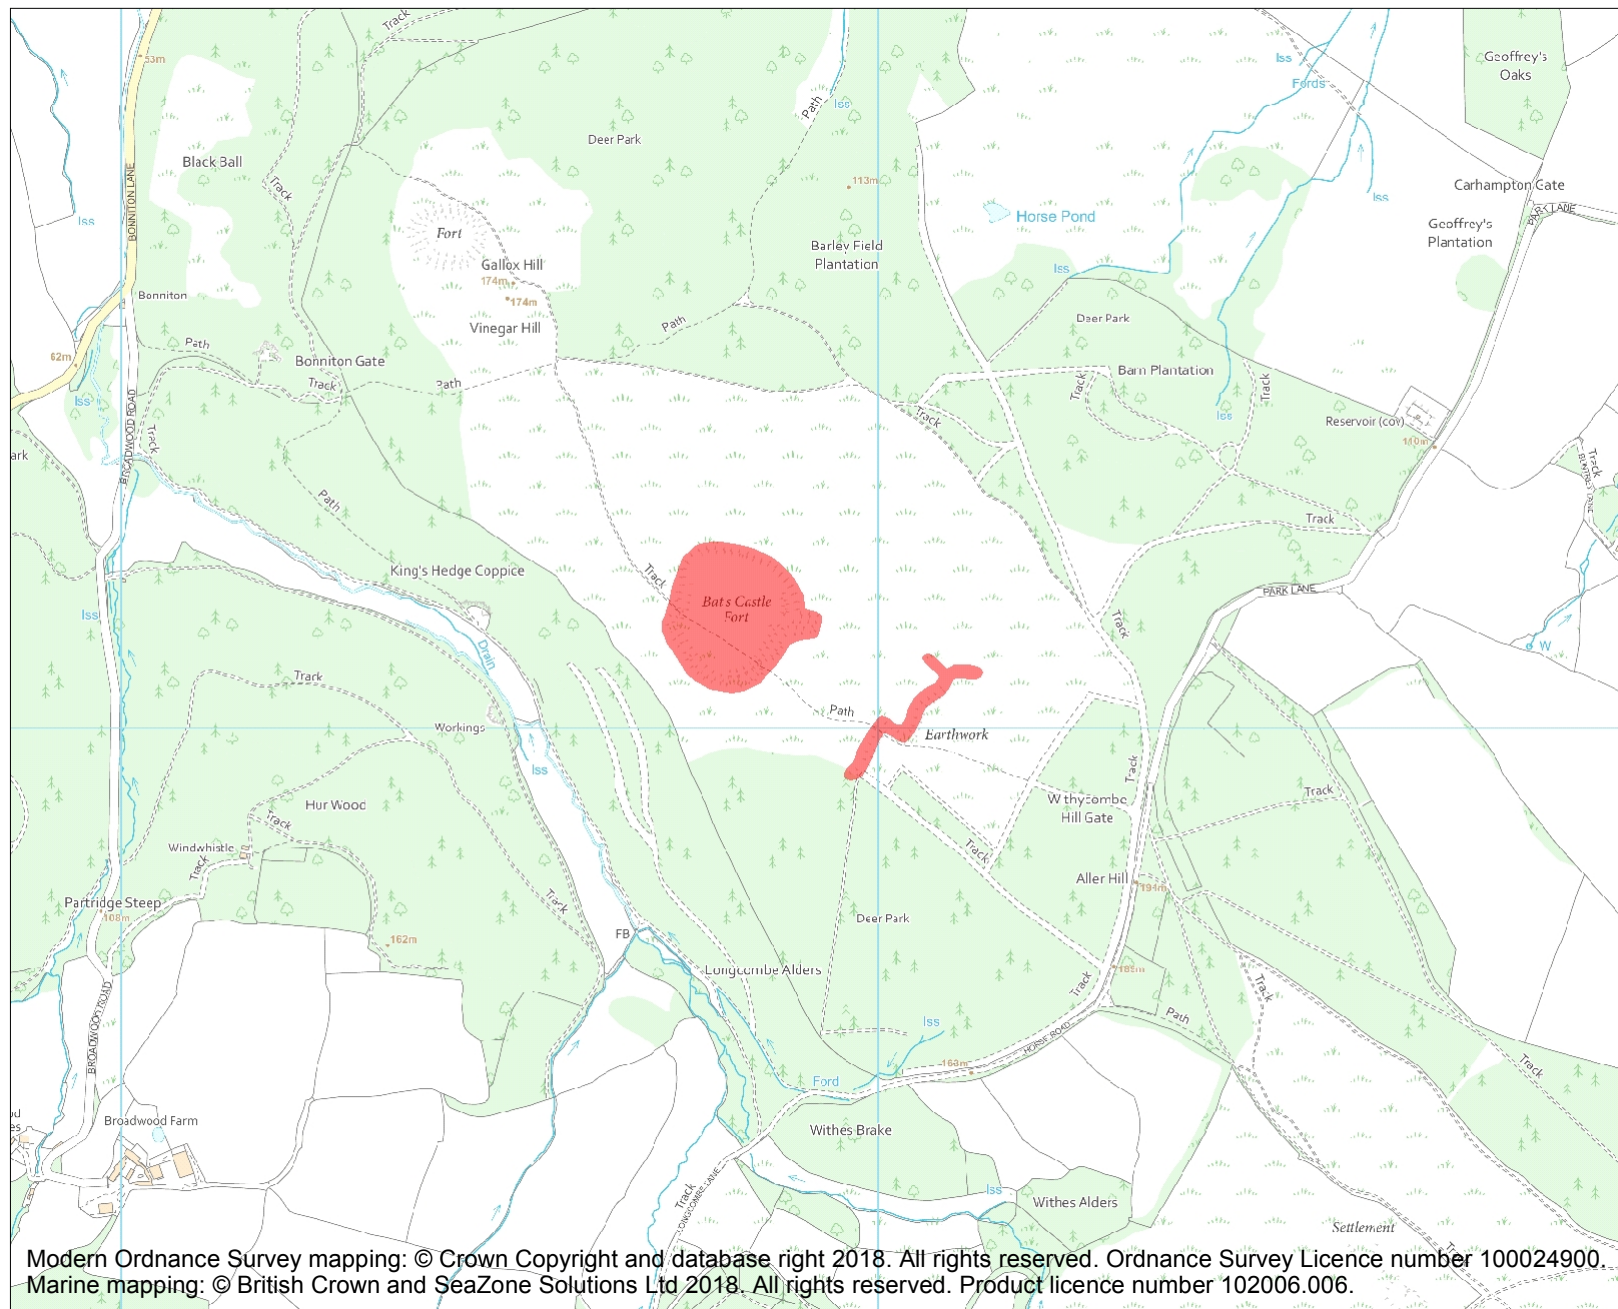 Track
53m
Geoffrey's
Oaks
Iss
Fords
Path
Iss
Deer Park
Black Ball
BONNITON LANE
Track
113m
Carhampton Gate
PARK LANE
Iss
Iss
Horse Pond
Geoffrey's
Plantation
Fort
Barley Field
Plantation
Gallox Hill
174m
174m
Iss
Bonniton
Vinegar Hill
Path
Deer Park
Path
62m
Bonniton Gate
Track
Path
Barn Plantation
Track
Track
Iss
BROADWOOD ROAD
Track
Track
Iss
Reservoir (cov)
110m
ark
Track
Path
Track
King's Hedge Coppice
Track
Bat's Castle
Fort
PARK LANE
Iss
Track
Drain
W
Track
Path
Workings
Earthwork
Iss
Track
Track
Hur Wood
Withycombe
Hill Gate
Track
Windwhistle
Track
Track
Aller Hill
191m
Partridge Steep
108m
Track
Deer Park
FB
162m
Longcombe Alders
Track
Track
Path
Iss
BROADWOOD ROAD
HORSE ROAD
163m
Track
Ford
Broadwood Farm
Withes Brake
Track
LONGCOMBE LANE
Iss
Withes Alders
Settlement
Track
Modern Ordnance Survey mapping: © Crown Copyright and database right 2018. All rights reserved. Ordnance Survey Licence number 100024900.
Marine mapping: © British Crown and SeaZone Solutions Ltd 2018. All rights reserved. Product licence number 102006.006.